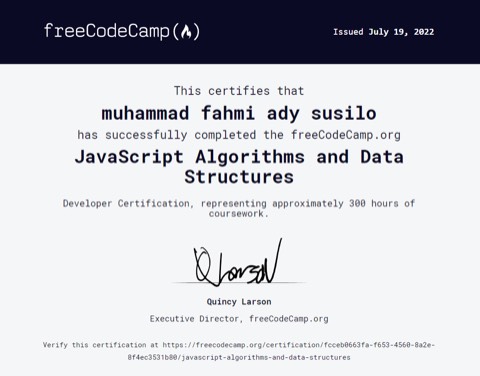 freeCodeCamp(🔥)
Issued July 19, 2022
This certifies that
muhammad fahmi ady susilo
has successfully completed the freeCodeCamp.org
JavaScript Algorithms and Data
Structures
Developer Certification, representing approximately 300 hours of
coursework.
Q Larson
Quincy Larson
Executive Director, freeCodeCamp.org
Verify this certification at https://freecodecamp.org/certification/fcceb0663fa-f653-4560-8a2e-
8f4ec3531b80/javascript-algorithms-and-data-structures